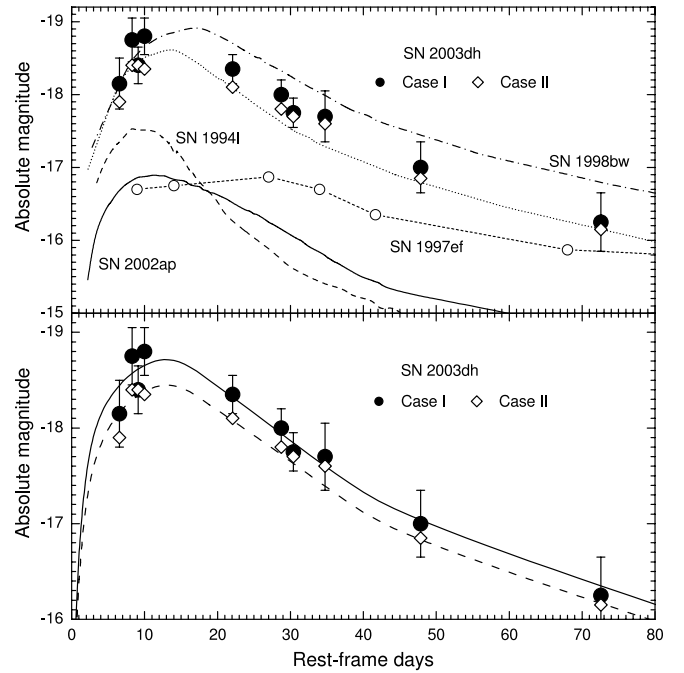 -19
SN 2003dh
Case I Case II
-18
SN 1994I
Absolute magnitude
-17
SN 1998bw
SN 1997ef
-16
SN 2002ap
-15
-19
SN 2003dh
Case I Case II
-18
Absolute magnitude
-17
-16
0 10 20 30 40 50 60 70 80
Rest-frame days